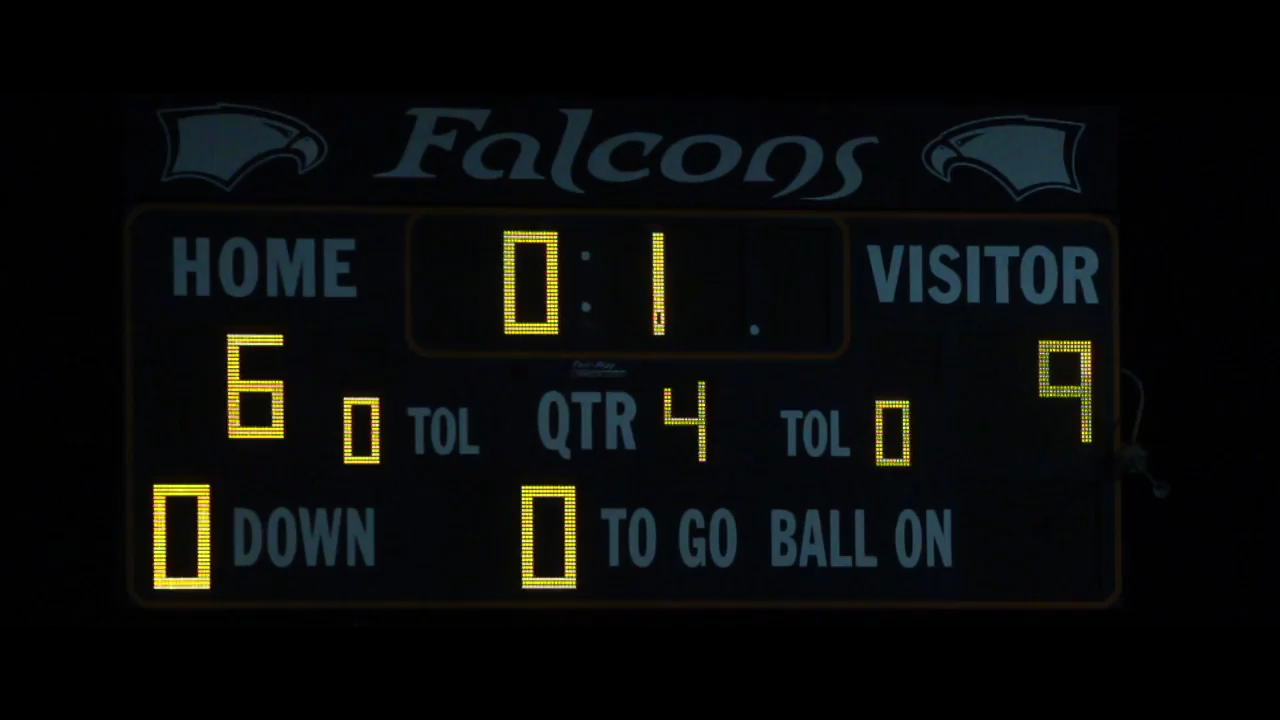 Falcons
HOME 0:1 . VISITOR
6 0 TOL QTR 4 TOL 0 9
0 DOWN 0 TO GO BALL ON